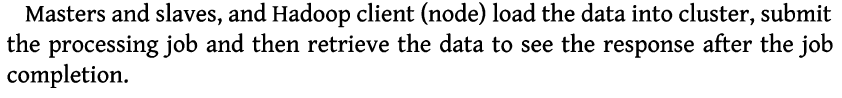 Masters and slaves, and Hadoop client (node) load the data into cluster, submit
the processing job and then retrieve the data to see the response after the job
completion.